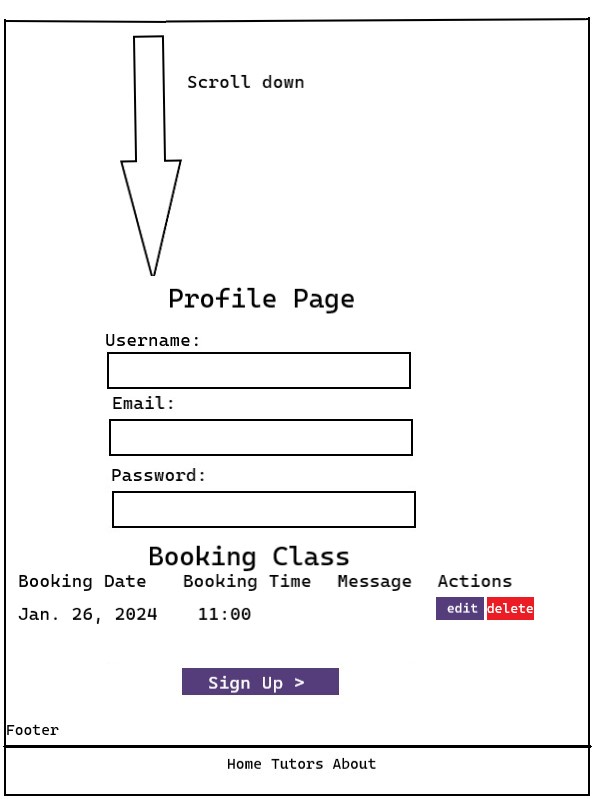 Scroll down
Profile Page
Username:
Email:
Password:
Booking Class
Booking Date Booking Time Message Actions
Jan. 26, 2024 11:00 edit delete
Sign Up >
Footer
Home Tutors About